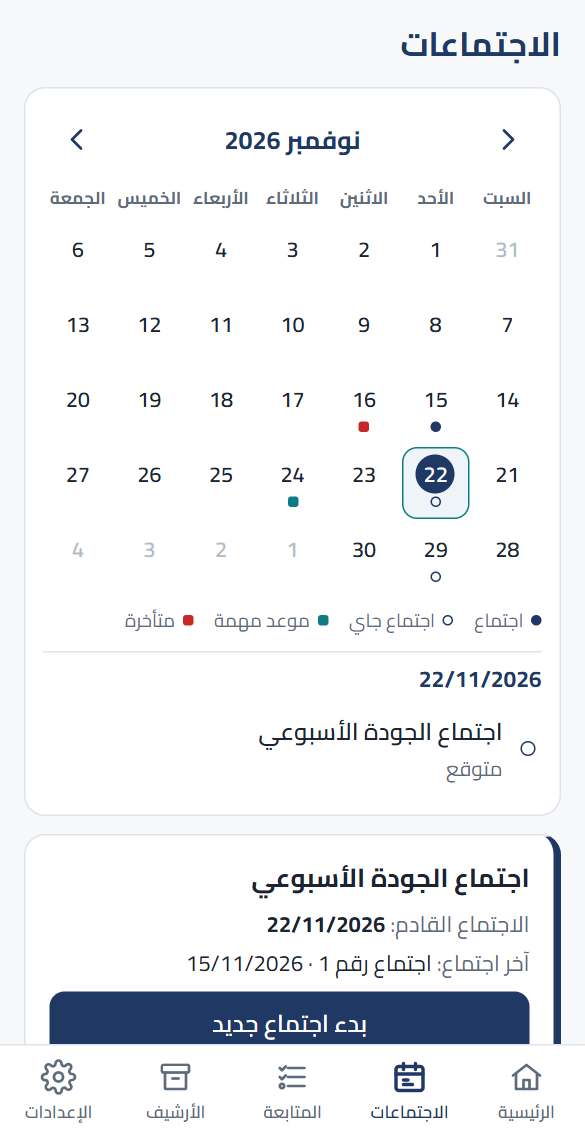 الاجتماعات
نوفمبر 2026
السبت الأحد الاثنين الثلاثاء الأربعاء الخميس الجمعة
31 1 2 3 4 5 6
7 8 9 10 11 12 13
14 15 16 17 18 19 20
21 22 23 24 25 26 27
28 29 30 1 2 3 4
اجتماع اجتماع جاي موعد مهمة متأخرة
22/11/2026
اجتماع الجودة الأسبوعي
متوقع
اجتماع الجودة الأسبوعي
الاجتماع القادم: 22/11/2026
آخر اجتماع: اجتماع رقم 1 · 15/11/2026
بدء اجتماع جديد
الرئيسية الاجتماعات المتابعة الأرشيف الإعدادات